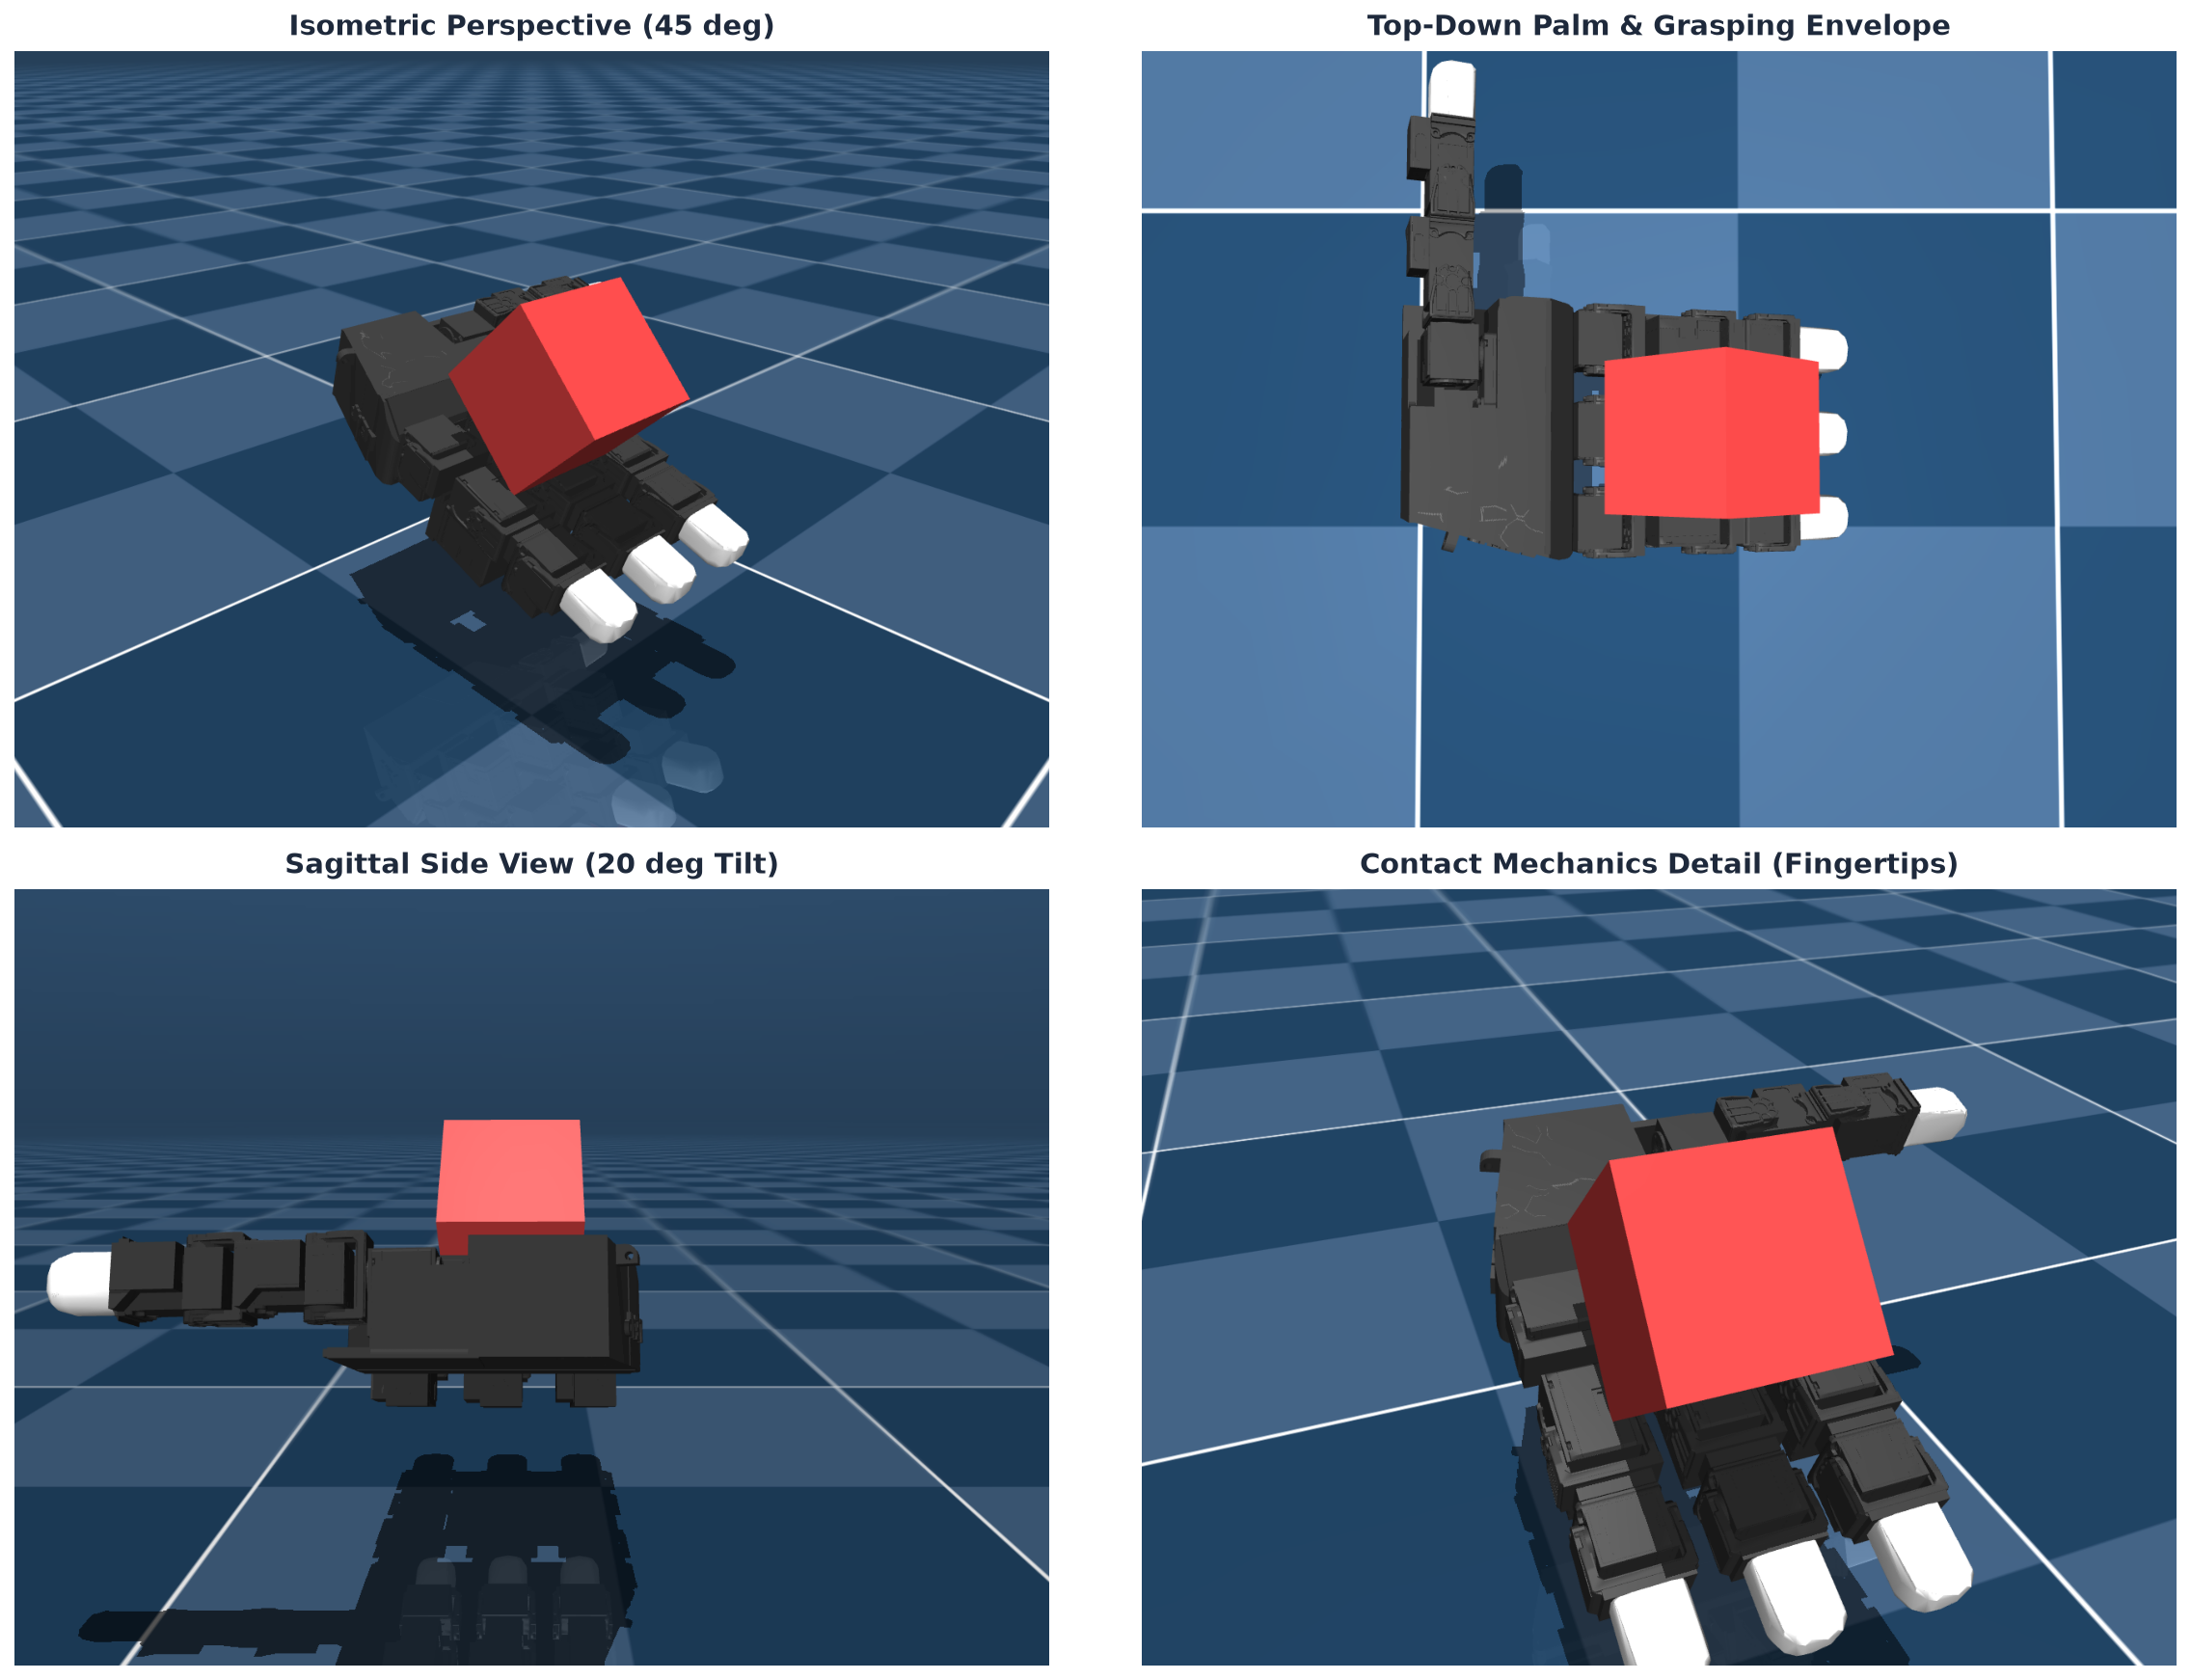 Isometric Perspective (45 deg)
Top-Down Palm & Grasping Envelope
Sagittal Side View (20 deg Tilt)
Contact Mechanics Detail (Fingertips)